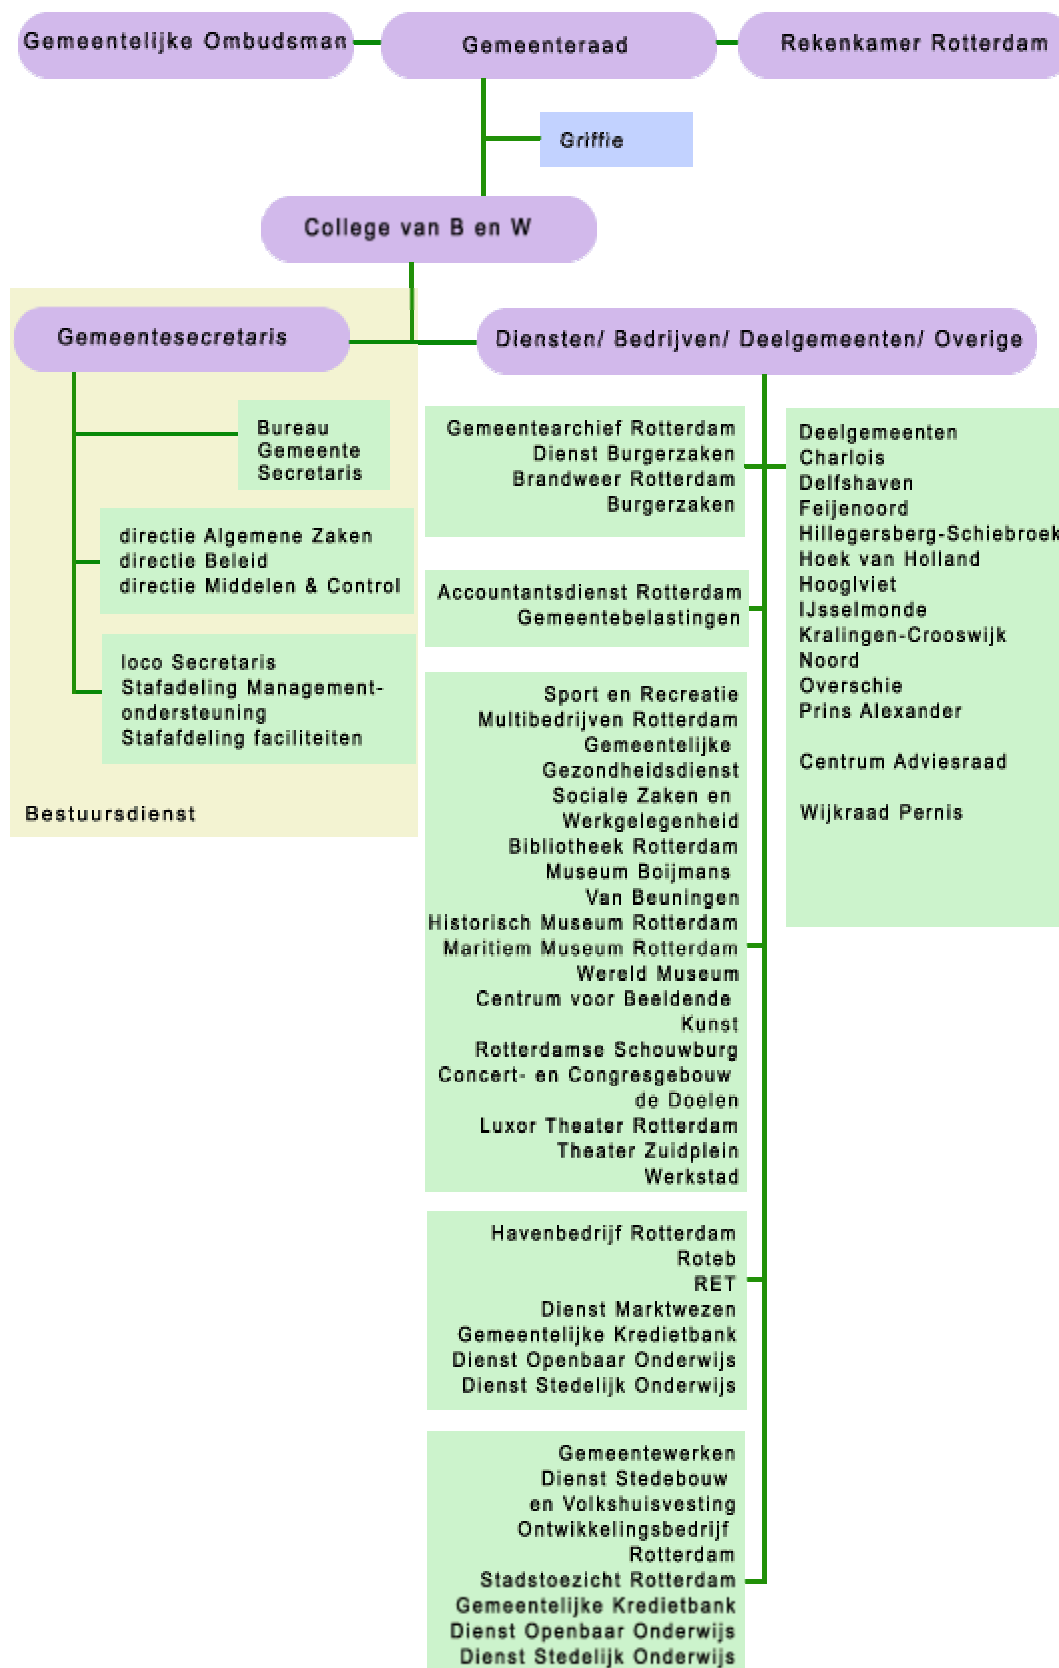 Gemeentelijke Ombudsman
Gemeenteraad
Rekenkamer Rotterdam
Griffie
College van B en W
Gemeentesecretaris
Diensten/ Bedrijven/ Deelgemeenten/ Overige
Bureau
Gemeente
Secretaris
directie Algemene Zaken
directie Beleid
directie Middelen & Control
loco Secretaris
Stafadeling Management-
ondersteuning
Stafafdeling faciliteiten
Bestuursdienst
Gemeentearchief Rotterdam
Dienst Burgerzaken
Brandweer Rotterdam
Burgerzaken
Accountantsdienst Rotterdam
Gemeentebelastingen
Sport en Recreatie
Multibedrijven Rotterdam
Gemeentelijke
Gezondheidsdienst
Sociale Zaken en
Werkgelegenheid
Bibliotheek Rotterdam
Museum Boijmans
Van Beuningen
Historisch Museum Rotterdam
Maritiem Museum Rotterdam
Wereld Museum
Centrum voor Beeldende
Kunst
Rotterdamse Schouwburg
Concert- en Congresgebouw
de Doelen
Luxor Theater Rotterdam
Theater Zuidplein
Werkstad
Havenbedrijf Rotterdam
Roteb
RET
Dienst Marktwezen
Gemeentelijke Kredietbank
Dienst Openbaar Onderwijs
Dienst Stedelijk Onderwijs
Gemeentewerken
Dienst Stedebouw
en Volkshuisvesting
Ontwikkelingsbedrijf
Rotterdam
Stadstoezicht Rotterdam
Gemeentelijke Kredietbank
Dienst Openbaar Onderwijs
Dienst Stedelijk Onderwijs
Deelgemeenten
Charlois
Delfshaven
Feijenoord
Hillegersberg-Schiebroek
Hoek van Holland
Hooglviet
IJsselmonde
Kralingen-Crooswijk
Noord
Overschie
Prins Alexander
Centrum Adviesraad
Wijkraad Pernis